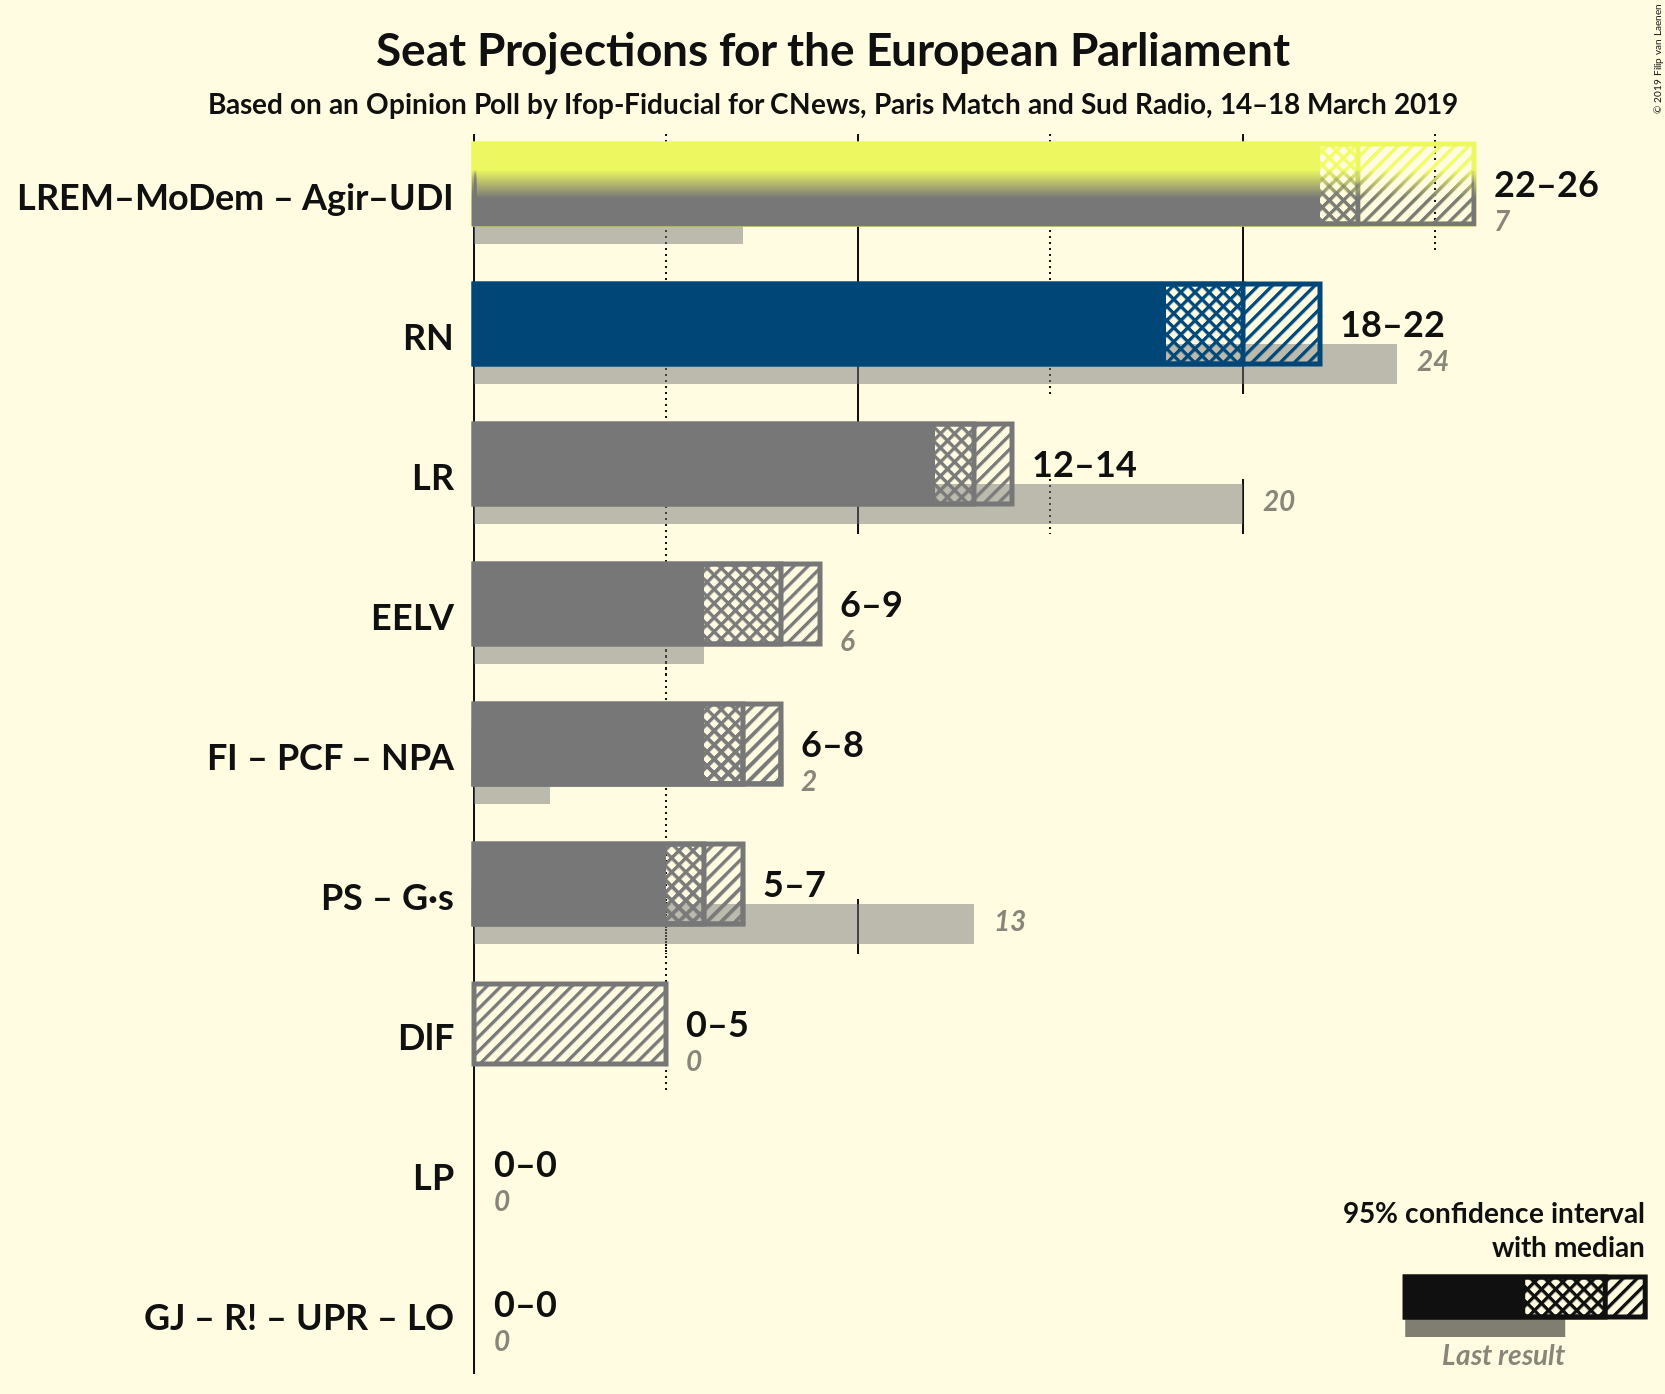 Seat Projections for the European Parliament
Based on an Opinion Poll by Ifop-Fiducial for CNews, Paris Match and Sud Radio, 14–18 March 2019
© 2019 Filip van Laenen
LREM–MoDem – Agir–UDI
22–26
7
RN
18–22
24
LR
12–14
20
EELV
6–9
6
FI – PCF – NPA
6–8
2
PS – G·s
5–7
13
DlF
0–5
0
LP
0–0
0
GJ – R! – UPR – LO
0–0
0
95% confidence interval
with median
Last result